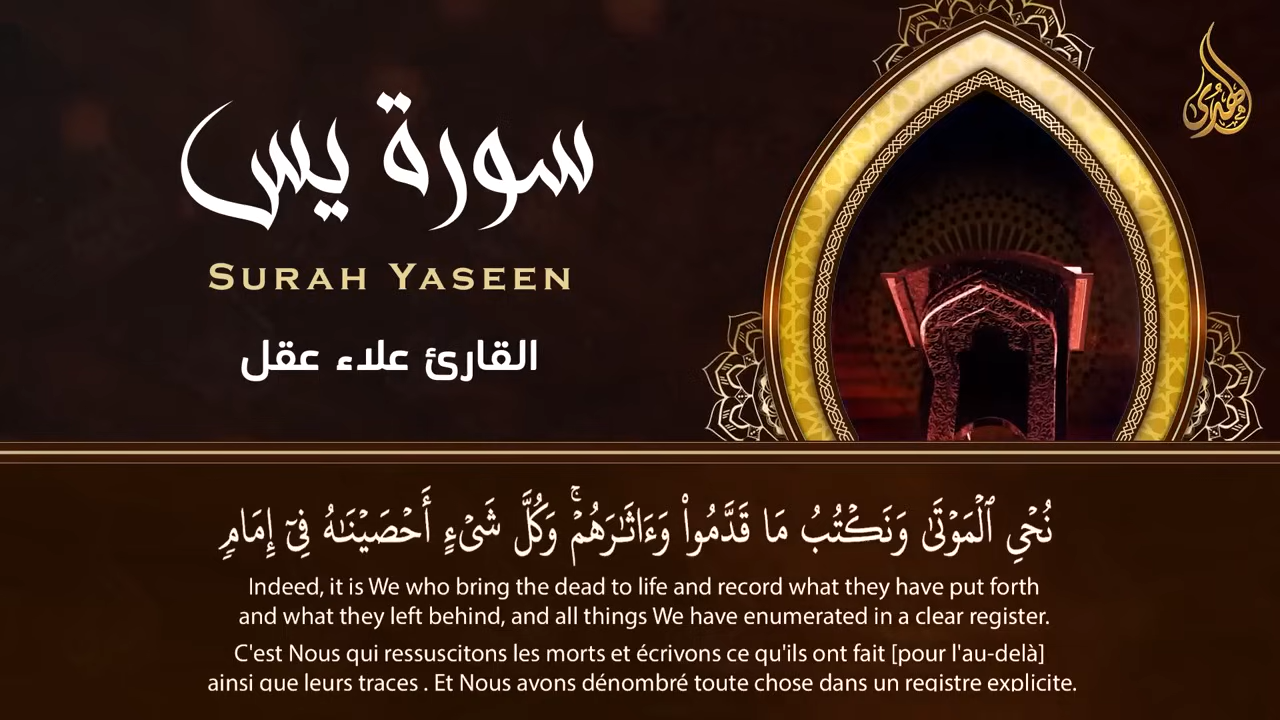 سورة يس
SURAH YASEEN
القارئ علاء عقل
الهدى
نُحْيِ ٱلْمَوْتَىٰ وَنَكْتُبُ مَا قَدَّمُوا۟ وَءَاثَـٰرَهُمْ ۚ وَكُلَّ شَىْءٍ أَحْصَيْنَـٰهُ فِىٓ إِمَامٍ
Indeed, it is We who bring the dead to life and record what they have put forth
and what they left behind, and all things We have enumerated in a clear register.
C'est Nous qui ressuscitons les morts et écrivons ce qu'ils ont fait [pour l'au-delà]
ainsi que leurs traces . Et Nous avons dénombré toute chose dans un registre explicite.